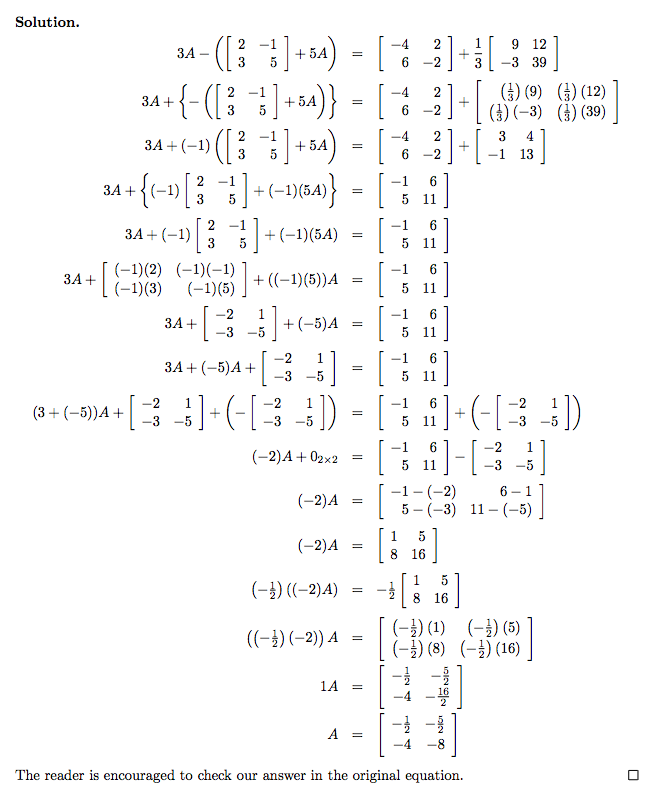 Solution.
3A − ([2 −1; 3 5] + 5A) = [−4 2; 6 −2] + 1/3 [9 12; −3 39]
3A + {−([2 −1; 3 5] + 5A)} = [−4 2; 6 −2] + [(1/3)(9) (1/3)(12); (1/3)(−3) (1/3)(39)]
3A + (−1)([2 −1; 3 5] + 5A) = [−4 2; 6 −2] + [3 4; −1 13]
3A + {(−1)[2 −1; 3 5] + (−1)(5A)} = [−1 6; 5 11]
3A + (−1)[2 −1; 3 5] + (−1)(5A) = [−1 6; 5 11]
3A + [(−1)(2) (−1)(−1); (−1)(3) (−1)(5)] + ((−1)(5))A = [−1 6; 5 11]
3A + [−2 1; −3 −5] + (−5)A = [−1 6; 5 11]
3A + (−5)A + [−2 1; −3 −5] = [−1 6; 5 11]
(3 + (−5))A + [−2 1; −3 −5] + (−[−2 1; −3 −5]) = [−1 6; 5 11] + (−[−2 1; −3 −5])
(−2)A + 0₂ₓ₂ = [−1 6; 5 11] − [−2 1; −3 −5]
(−2)A = [−1 − (−2) 6 − 1; 5 − (−3) 11 − (−5)]
(−2)A = [1 5; 8 16]
(−1/2)((−2)A) = −1/2 [1 5; 8 16]
((−1/2)(−2))A = [(−1/2)(1) (−1/2)(5); (−1/2)(8) (−1/2)(16)]
1A = [−1/2 −5/2; −4 −16/2]
A = [−1/2 −5/2; −4 −8]
The reader is encouraged to check our answer in the original equation. □